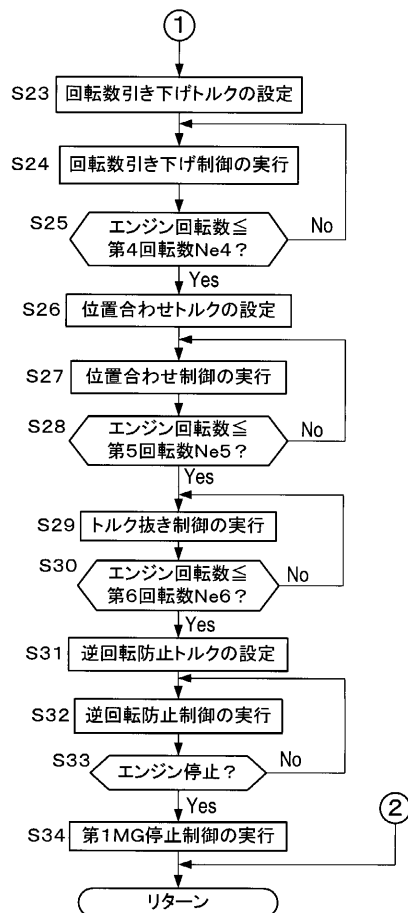 ①
S23 回転数引き下げトルクの設定
S24 回転数引き下げ制御の実行
S25 エンジン回転数≦
第4回転数Ne4?
No
Yes
S26 位置合わせトルクの設定
S27 位置合わせ制御の実行
S28 エンジン回転数≦
第5回転数Ne5?
No
Yes
S29 トルク抜き制御の実行
S30 エンジン回転数≦
第6回転数Ne6?
No
Yes
S31 逆回転防止トルクの設定
S32 逆回転防止制御の実行
S33 エンジン停止?
No
Yes
②
S34 第1MG停止制御の実行
リターン